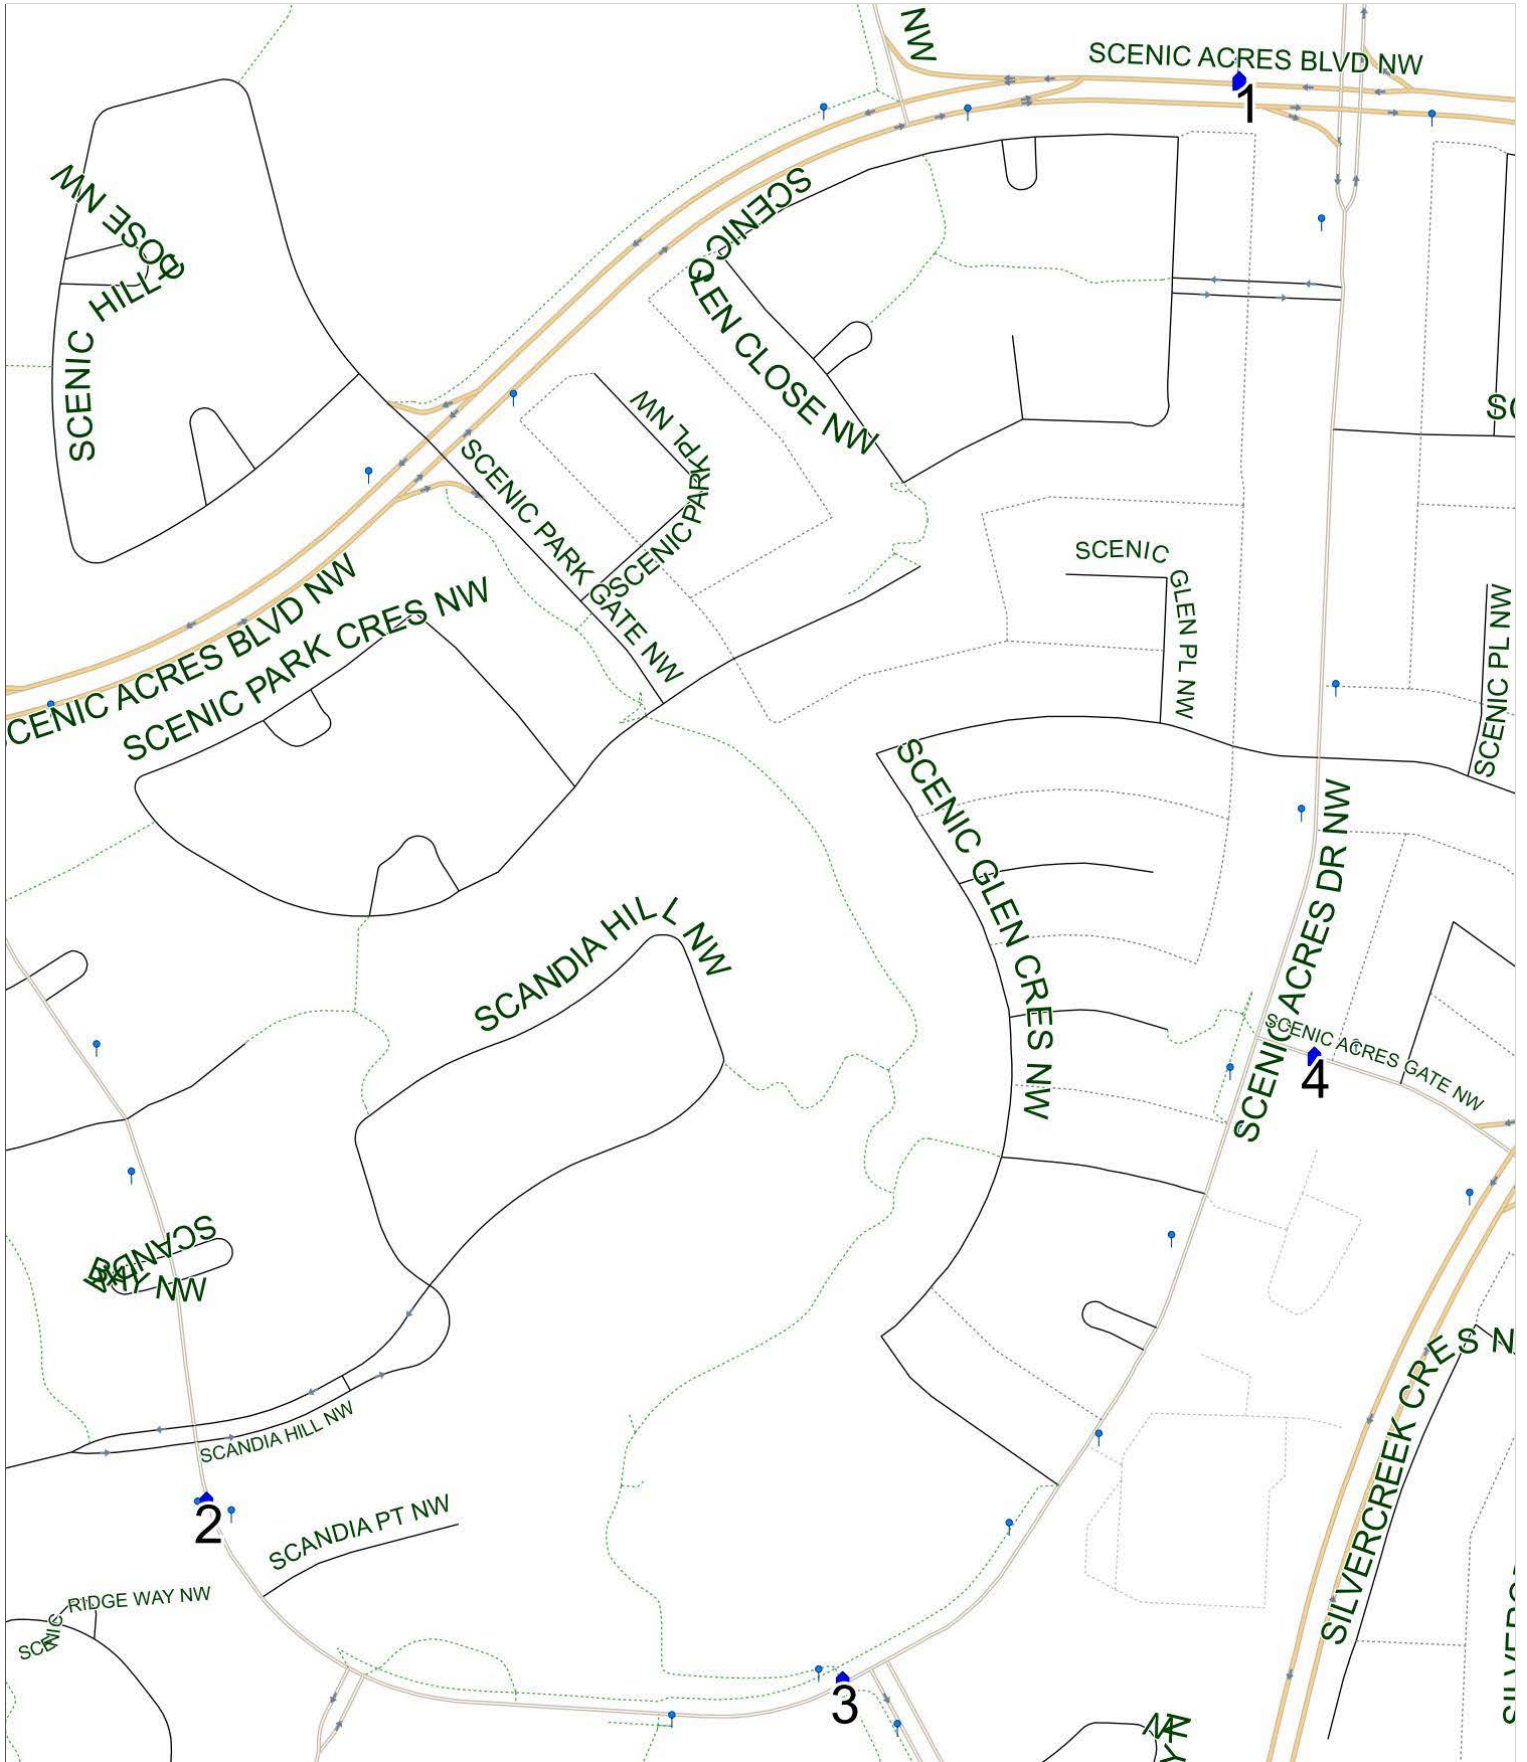 NW
SCENIC ACRES BLVD NW
1
SCENIC HILL
CLOSE NW
SCENIC
GLEN CLOSE NW
SCENIC
SCENIC PARK PL NW
SCENIC PARK GATE NW
SCENIC
GLEN PL NW
SCENIC PL NW
CENIC ACRES BLVD NW
SCENIC PARK CRES NW
SCENIC GLEN CRES NW
SCENIC ACRES DR NW
SCANDIA HILL NW
SCENIC ACRES GATE NW
4
SCANDIA
BAY NW
SILVERCREEK CRES N
SCANDIA HILL NW
2
SCANDIA PT NW
SCENIC RIDGE WAY NW
3